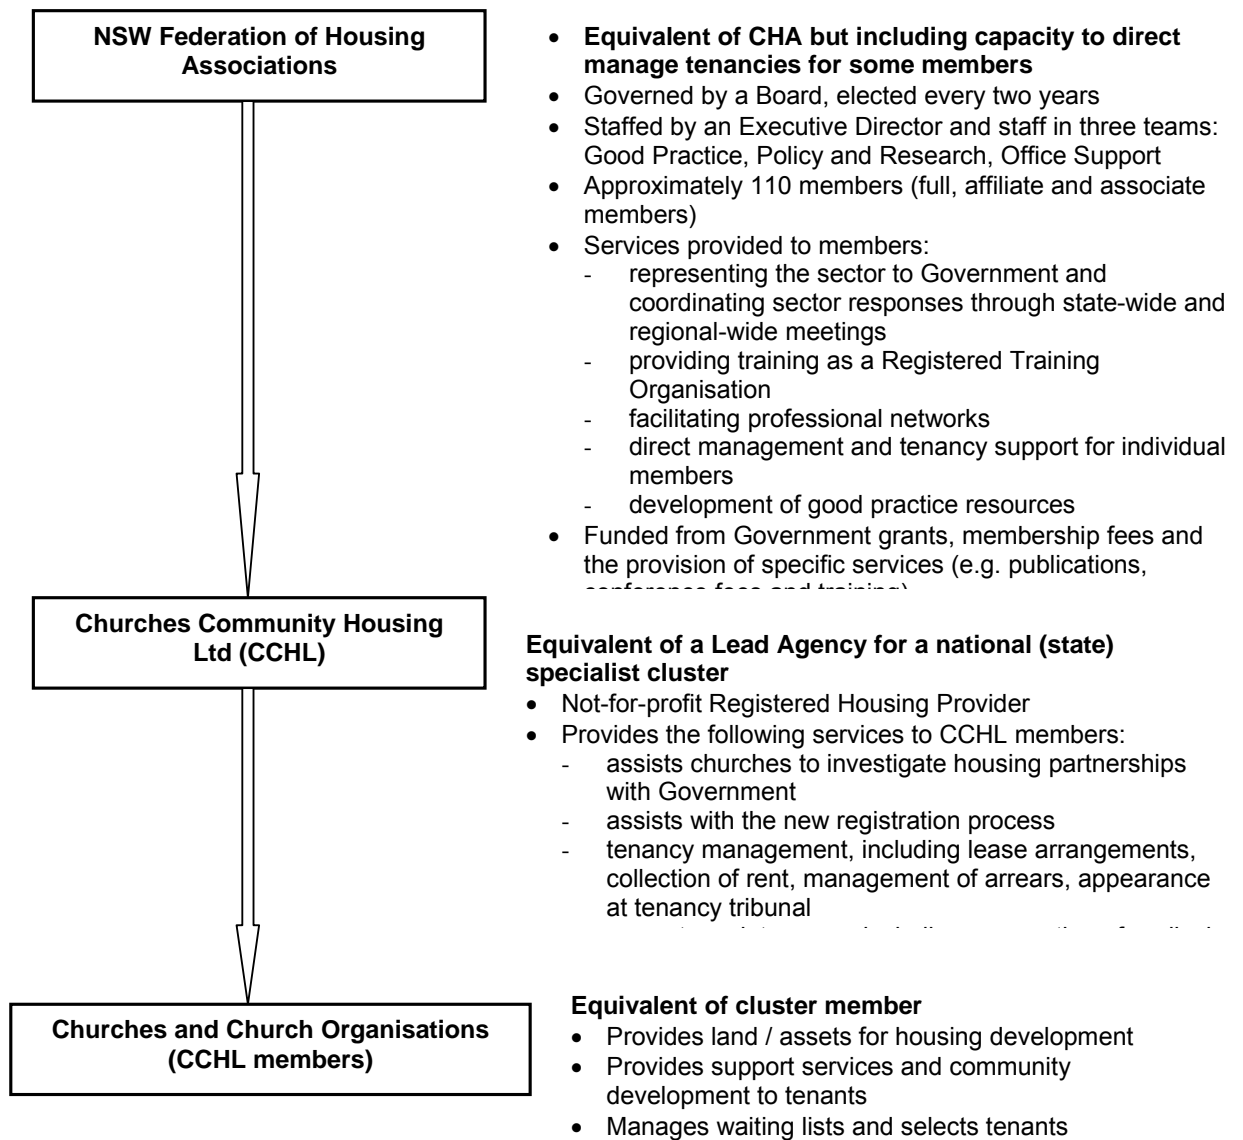 NSW Federation of Housing
Associations
• Equivalent of CHA but including capacity to direct
manage tenancies for some members
• Governed by a Board, elected every two years
• Staffed by an Executive Director and staff in three teams:
Good Practice, Policy and Research, Office Support
• Approximately 110 members (full, affiliate and associate
members)
• Services provided to members:
- representing the sector to Government and
coordinating sector responses through state-wide and
regional-wide meetings
- providing training as a Registered Training
Organisation
- facilitating professional networks
- direct management and tenancy support for individual
members
- development of good practice resources
• Funded from Government grants, membership fees and
the provision of specific services (e.g. publications,
conference fees and training)
Churches Community Housing
Ltd (CCHL)
Equivalent of a Lead Agency for a national (state)
specialist cluster
• Not-for-profit Registered Housing Provider
• Provides the following services to CCHL members:
- assists churches to investigate housing partnerships
with Government
- assists with the new registration process
- tenancy management, including lease arrangements,
collection of rent, management of arrears, appearance
at tenancy tribunal
Churches and Church Organisations
(CCHL members)
Equivalent of cluster member
• Provides land / assets for housing development
• Provides support services and community
development to tenants
• Manages waiting lists and selects tenants